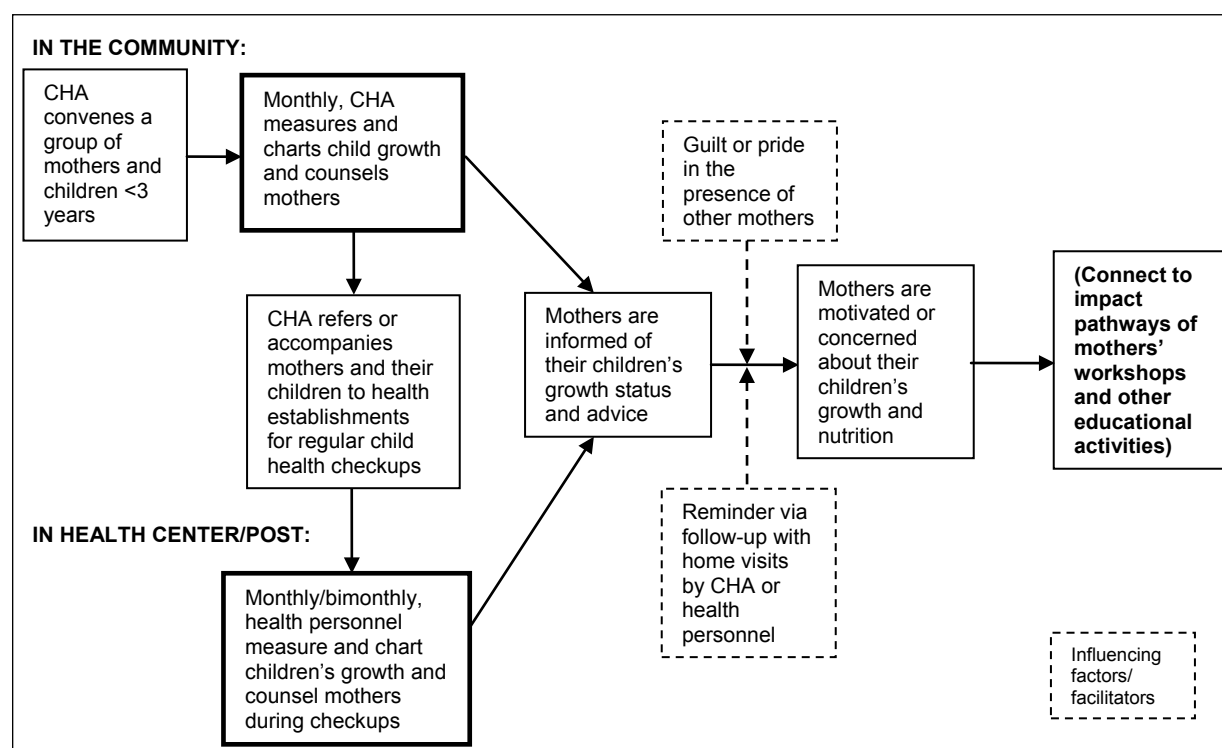 IN THE COMMUNITY:
CHA
convenes a
group of
mothers and
children <3
years
Monthly, CHA
measures and
charts child growth
and counsels
mothers
Guilt or pride
in the
presence of
other mothers
CHA refers or
accompanies
mothers and their
children to health
establishments
for regular child
health checkups
Mothers are
informed of
their children’s
growth status
and advice
Mothers are
motivated or
concerned
about their
children’s
growth and
nutrition
(Connect to
impact
pathways of
mothers’
workshops
and other
educational
activities)
IN HEALTH CENTER/POST:
Reminder via
follow-up with
home visits
by CHA or
health
personnel
Monthly/bimonthly,
health personnel
measure and chart
children’s growth and
counsel mothers
during checkups
Influencing
factors/
facilitators